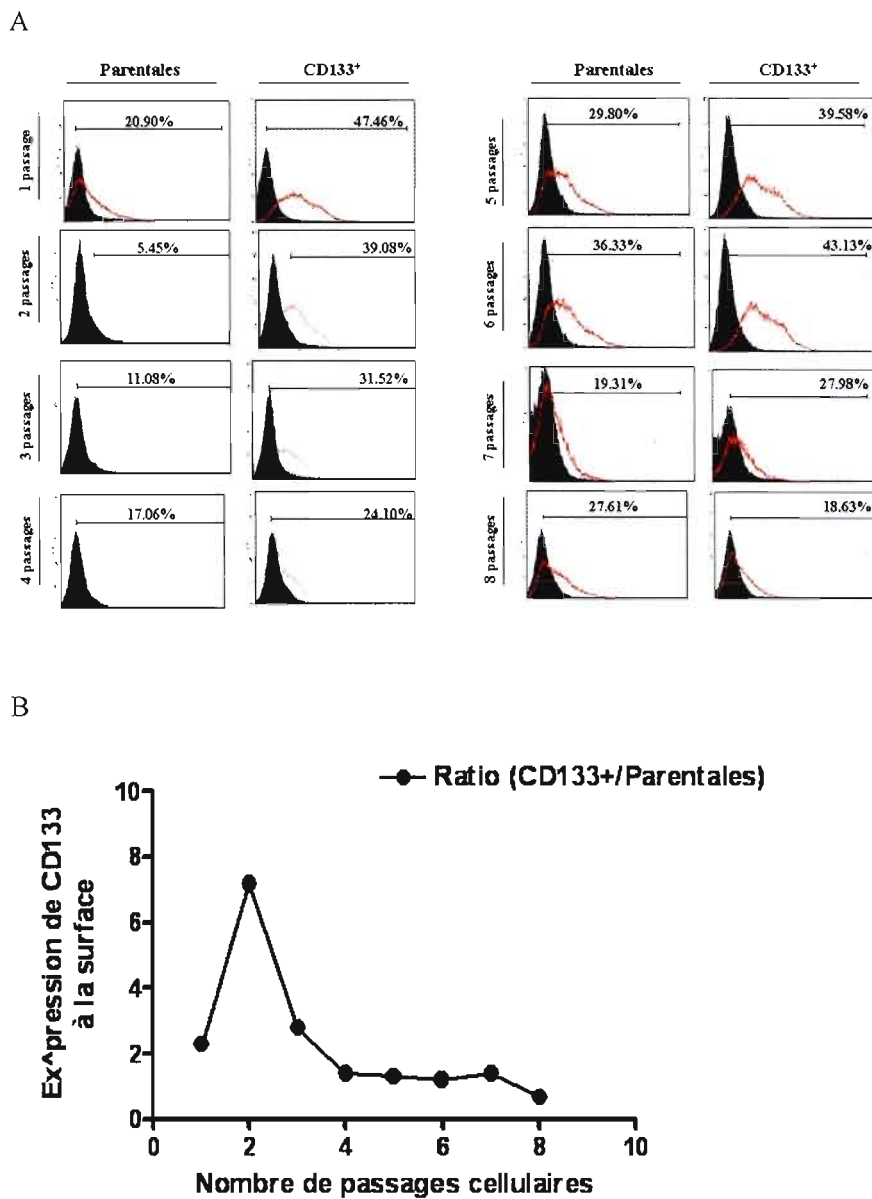 A
Parentales
CD133+
Parentales
CD133+
1 passages
20.90%
47.46%
5 passages
29.80%
39.58%
2 passages
5.45%
39.08%
6 passages
36.33%
43.13%
3 passages
11.08%
31.52%
7 passages
19.31%
27.98%
4 passages
17.06%
24.10%
8 passages
27.61%
18.63%
B
Ratio (CD133+/Parentales)
Ex^pression de CD133
à la surface
10
8
6
4
2
0
0 2 4 6 8 10
Nombre de passages cellulaires